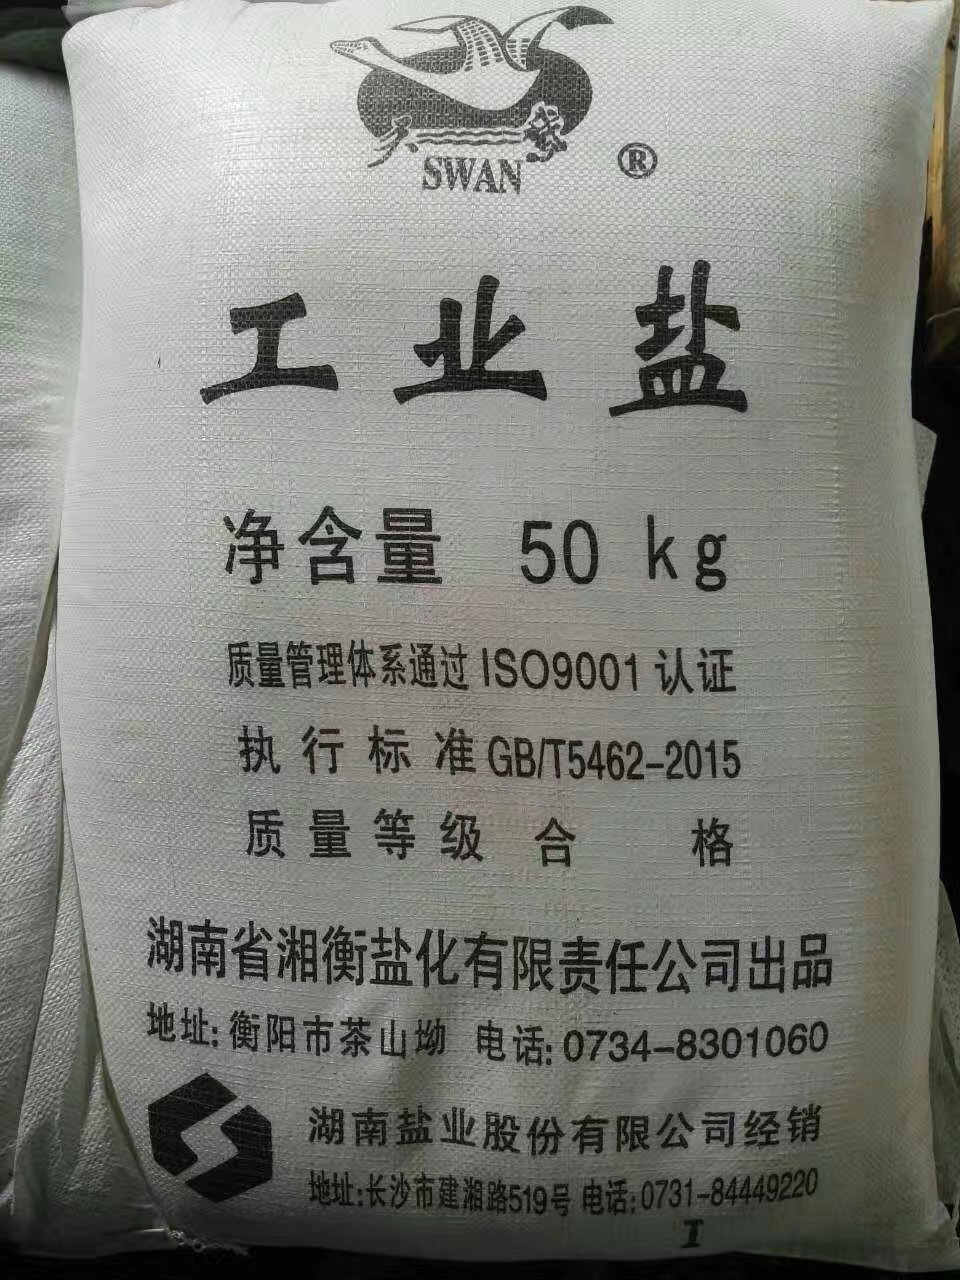 天鹅
SWAN ®
工业盐
净含量 50 kg
质量管理体系通过 ISO9001 认证
执行标准 GB/T5462-2015
质量等级 合 格
湖南省湘衡盐化有限责任公司出品
地址: 衡阳市茶山坳 电话: 0734-8301060
湖南盐业股份有限公司经销
地址:长沙市建湘路519号 电话:0731-84449220
I